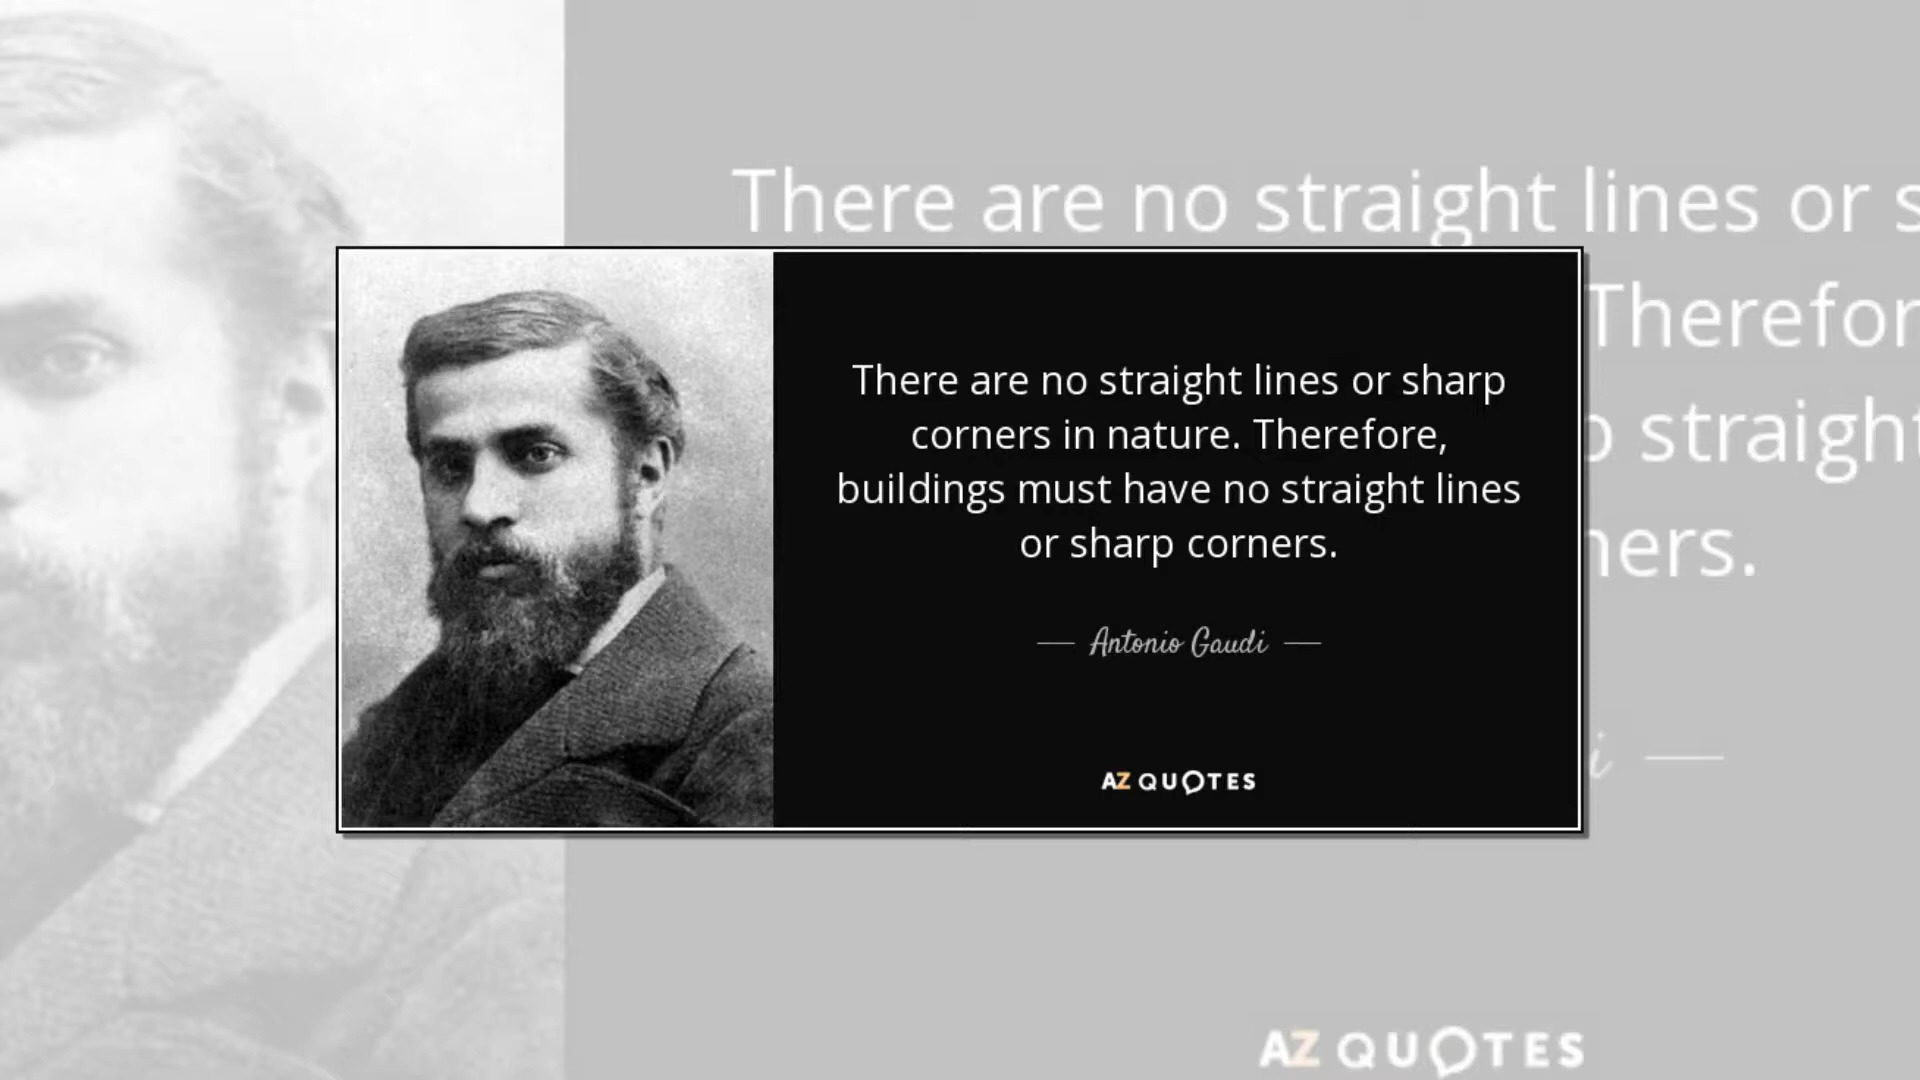 There are no straight lines or s
Therefor
straight
ners.
There are no straight lines or sharp
corners in nature. Therefore,
buildings must have no straight lines
or sharp corners.
Antonio Gaudi
AZ QUOTES
AZ QUOTES